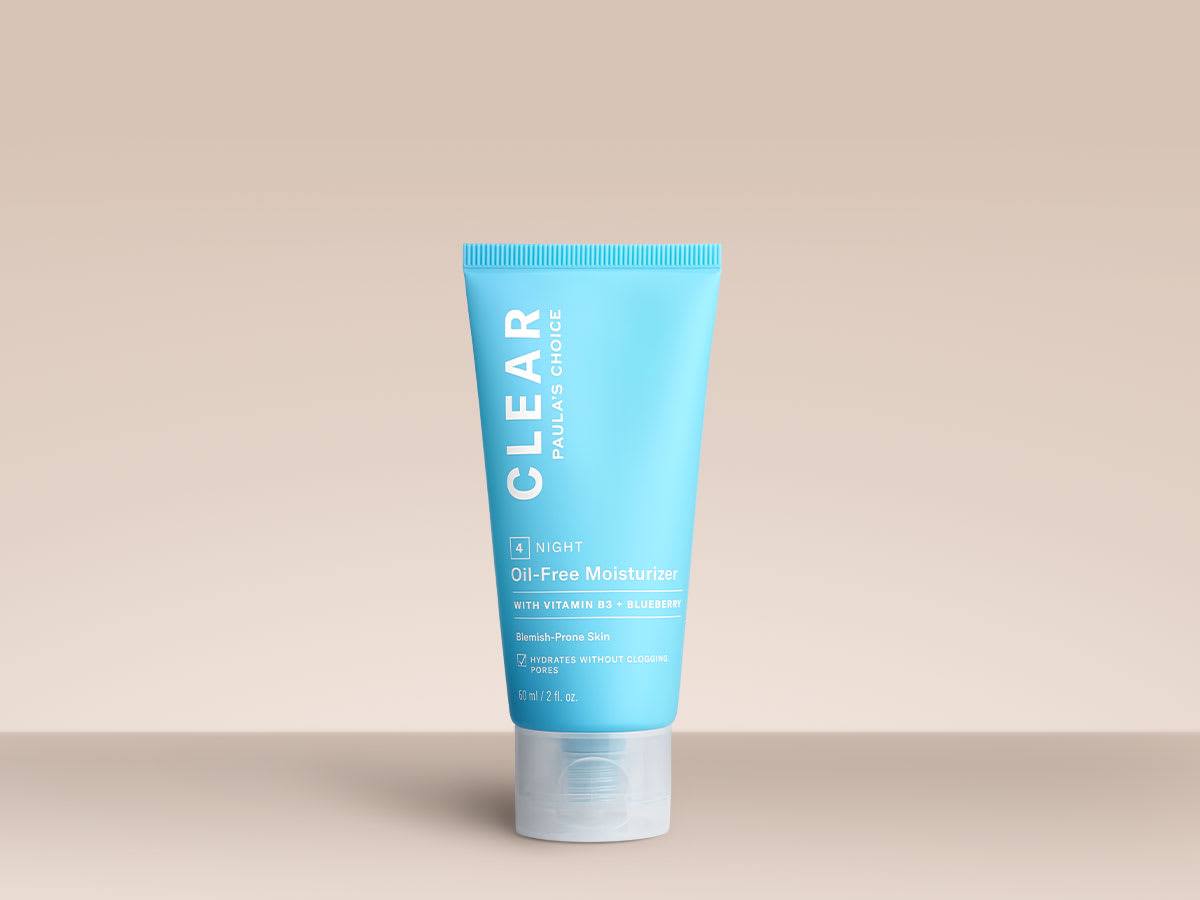 CLEAR
PAULA'S CHOICE
4 NIGHT
Oil-Free Moisturizer
WITH VITAMIN B3 + BLUEBERRY
Blemish-Prone Skin
HYDRATES WITHOUT CLOGGING
PORES
60 ml / 2 fl. oz.